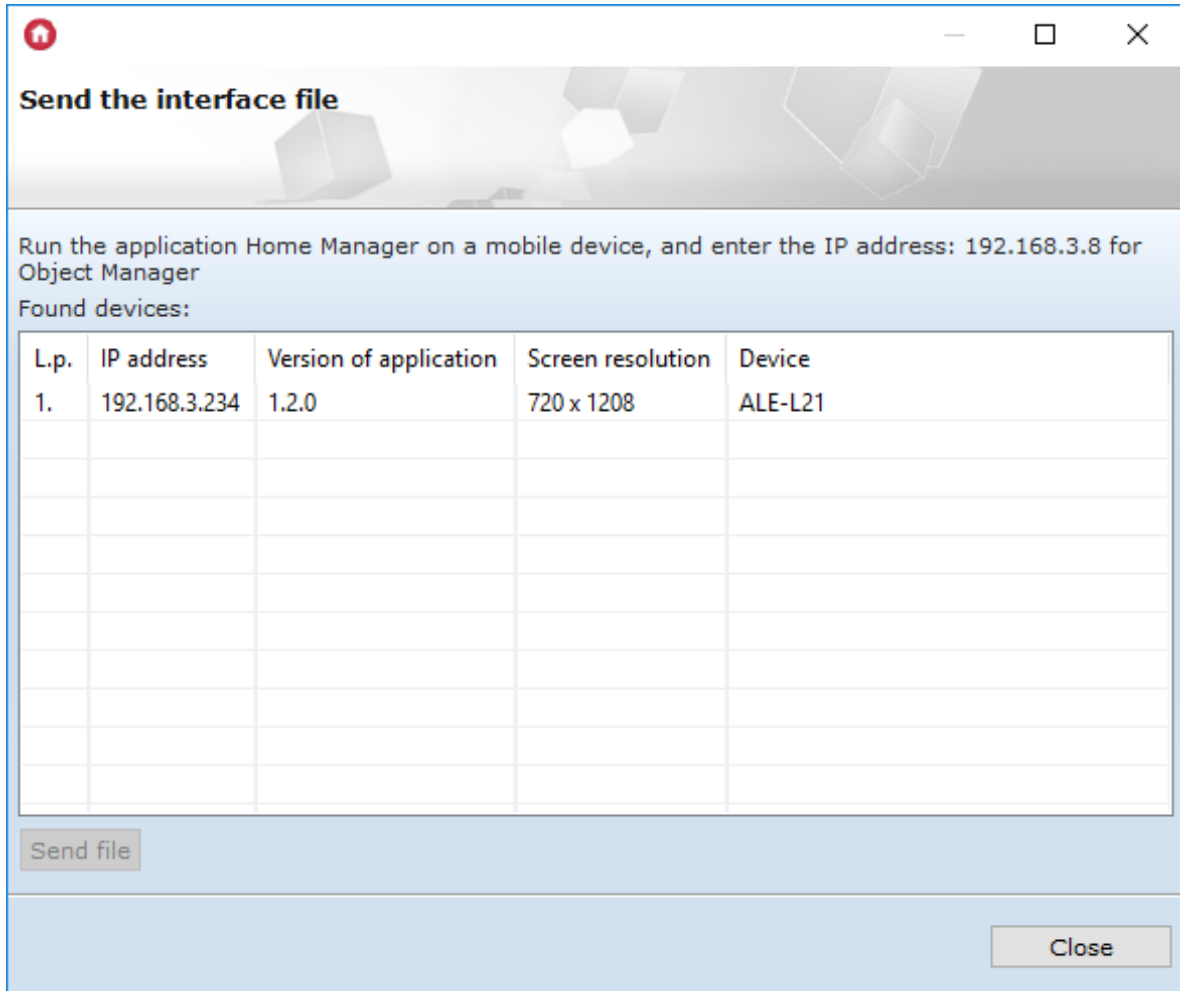 Send the interface file
Run the application Home Manager on a mobile device, and enter the IP address: 192.168.3.8 for
Object Manager
Found devices:
L.p. IP address Version of application Screen resolution Device
1. 192.168.3.234 1.2.0 720 x 1208 ALE-L21
Send file
Close